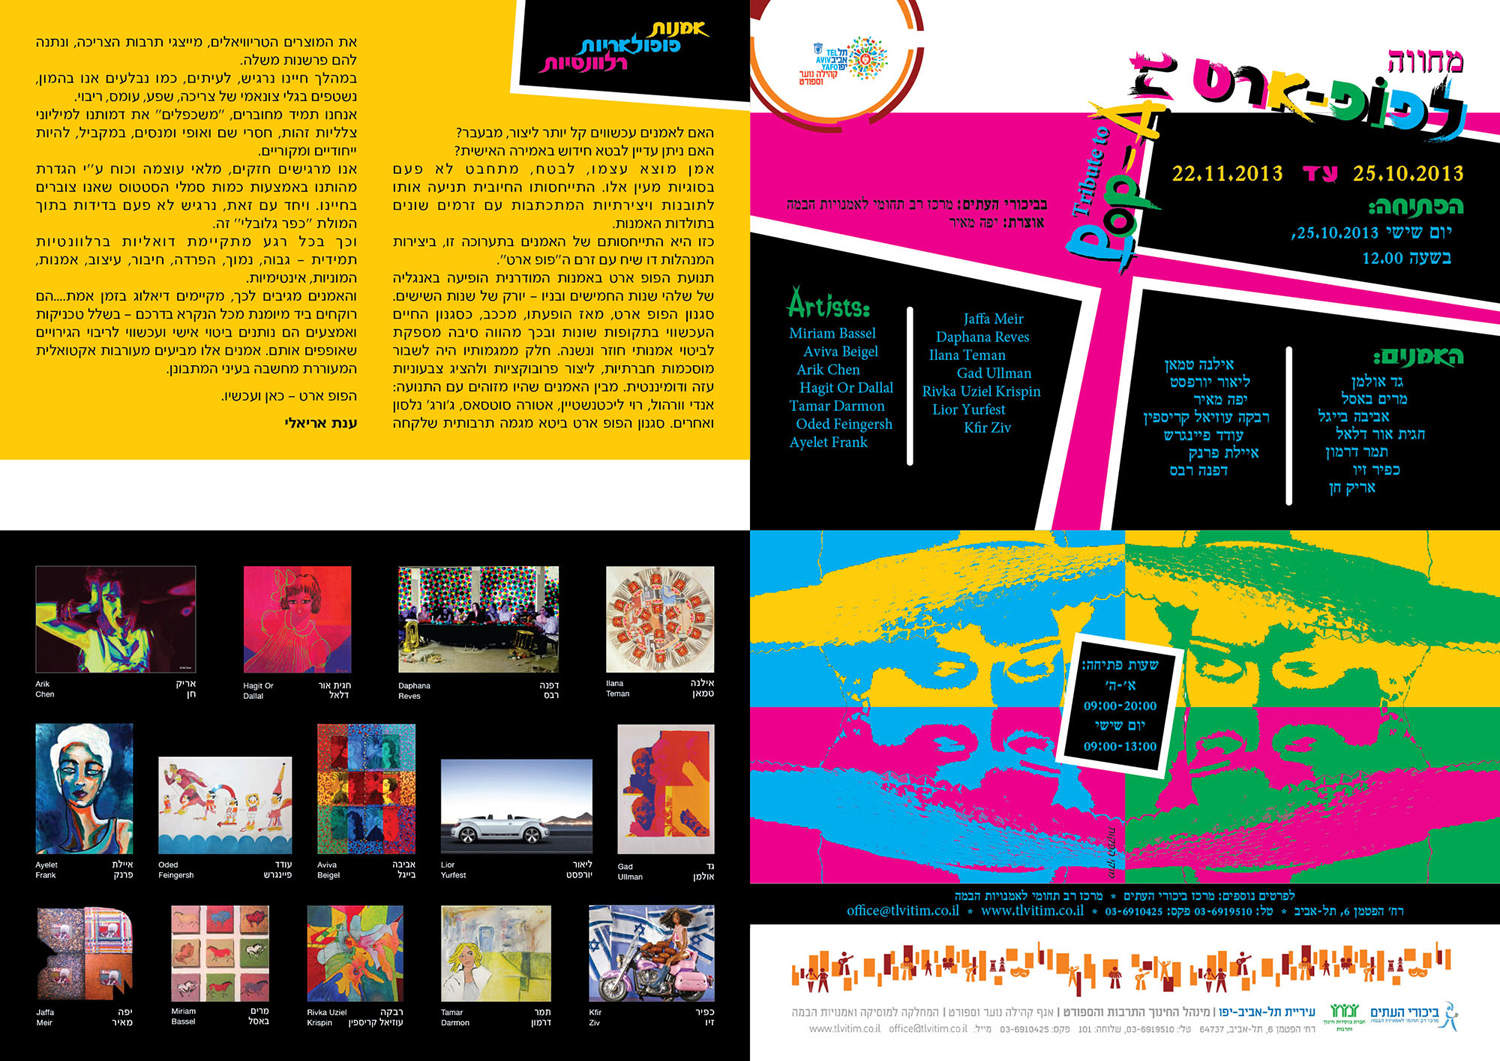 TEL
AVIV
YAFO
תל
אביב
יפו
קהילה נוער
וספורט
מחווה
לפופ-ארט
Tribute to
Pop-Art
22.11.2013 עד 25.10.2013
הפתיחה:
יום שישי 25.10.2013,
בשעה 12.00
בביכורי העתים: מרכז רב תחומי לאמנויות הבמה
אוצרת: יפה מאיר
Artists:
Miriam Bassel
Aviva Beigel
Arik Chen
Hagit Or Dallal
Tamar Darmon
Oded Feingersh
Ayelet Frank
Jaffa Meir
Daphana Reves
Ilana Teman
Gad Ullman
Rivka Uziel Krispin
Lior Yurfest
Kfir Ziv
האמנים:
גד אולמן
מרים באסל
אביבה בייגל
חגית אור דלאל
תמר דרמון
כפיר זיו
אריק חן
אילנה טמאן
ליאור יורפסט
יפה מאיר
רבקה עוזיאל קריספין
עודד פיינגרש
איילת פרנק
דפנה רבס
שעות פתיחה:
א'-ה'
09:00-20:00
יום שישי
09:00-13:00
לפרטים נוספים: מרכז ביכורי העתים * מרכז רב תחומי לאמנויות הבמה
רח' הפטמן 6, תל-אביב * טל: 03-6919510 פקס: 03-6910425 * www.tlvitim.co.il * office@tlvitim.co.il
ביכורי העתים
מרכז רב תחומי לאמנויות הבמה
עיריית תל-אביב-יפו | מינהל החינוך התרבות והספורט | אגף קהילה נוער וספורט | המחלקה למוסיקה ואמנויות הבמה
רח' הפטמן 6, תל-אביב, 64737 טל: 03-6919510, שלוחה: 101 פקס: 03-6910425 מייל: office@tlvitim.co.il www.tlvitim.co.il
אמנות
פופולארית
רלוונטיות
האם לאמנים עכשווים קל יותר ליצור, מבעבר?
האם ניתן עדיין לבטא חידוש באמירה האישית?
אמן מוצא עצמו, לבטח, מתחבט לא פעם
בסוגיות מעין אלו. התייחסותו החיובית תניעה אותו
לתובנות ויצירתיות המתכתבות עם זרמים שונים
בתולדות האמנות.
כזו היא התייחסותם של האמנים בתערוכה זו, ביצירות
המנהלות דו שיח עם זרם ה"פופ ארט".
תנועת הפופ ארט באמנות המודרנית הופיעה באנגליה
של שלהי שנות החמישים ובניו – יורק של שנות השישים.
סגנון הפופ ארט, מאז הופעתו, מככב, כסגנון החיים
העכשווי בתקופות שונות ובכך מהווה סיבה מספקת
לביטוי אמנותי חוזר ונשנה. חלק ממגמותיו היה לשבור
מוסכמות חברתיות, ליצור פרובוקציות ולהציג צבעוניות
עזה ודומיננטית. מבין האמנים שהיו מזוהים עם התנועה:
אנדי וורהול, רוי ליכטנשטיין, אטורה סוטסאס, ג'ורג' נלסון
ואחרים. סגנון הפופ ארט ביטא מגמה תרבותית שלקחה
את המוצרים הטריוויאלים, מייצגי תרבות הצריכה, ונתנה
להם פרשנות משלה.
במהלך חיינו נרגיש, לעיתים, כמו נבלעים אנו בהמון,
נשטפים בגלי צונאמי של צריכה, שפע, עומס, ריבוי.
אנחנו תמיד מחוברים, "משכפלים" את דמותנו למיליוני
צלליות זהות, חסרי שם ואופי ומנסים, במקביל, להיות
ייחודיים ומקוריים.
אנו מרגישים חזקים, מלאי עוצמה וכוח ע''י הגדרת
מהותנו באמצעות כמות סמלי הסטטוס שאנו צוברים
בחיינו. ויחד עם זאת, נרגיש לא פעם בדידות בתוך
המולת "כפר גלובלי'' זה.
וכך בכל רגע מתקיימת דואליות ברלוונטיות
תמידית – גבוה, נמוך, הפרדה, חיבור, עיצוב, אמנות,
המוניות, אינטימיות.
והאמנים מגיבים לכך, מקיימים דיאלוג בזמן אמת....הם
רוקחים ביד מיומנת מכל הנקרא בדרכם – בשלל טכניקות
ואמצעים הם נותנים ביטוי אישי ועכשווי לריבוי הגירויים
שאופפים אותם. אמנים אלו מביעים מעורבות אקטואלית
המעוררת מחשבה בעיני המתבונן.
הפופ ארט – כאן ועכשיו.
ענת אריאלי
Arik
Chen
אריק
חן
Hagit Or
Dallal
חגית אור
דלאל
Daphana
Reves
דפנה
רבס
Ilana
Teman
אילנה
טמאן
Ayelet
Frank
איילת
פרנק
Oded
Feingersh
עודד
פיינגרש
Aviva
Beigel
אביבה
בייגל
Lior
Yurfest
ליאור
יורפסט
Gad
Ullman
גד
אולמן
Jaffa
Meir
יפה
מאיר
Miriam
Bassel
מרים
באסל
Rivka Uziel
Krispin
רבקה
עוזיאל קריספין
Tamar
Darmon
תמר
דרמון
Kfir
Ziv
כפיר
זיו